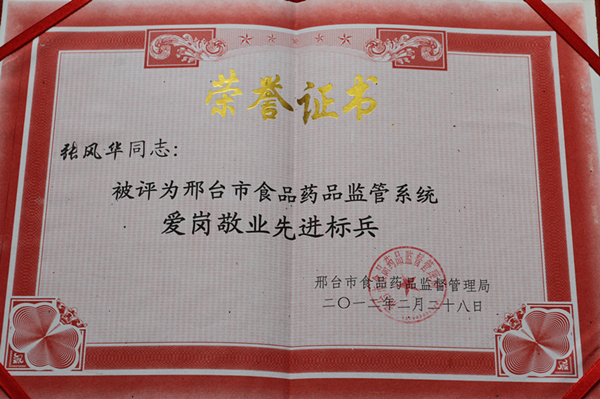 荣誉证书
张风华同志：
被评为邢台市食品药品监管系统
爱岗敬业先进标兵
邢台市食品药品监督管理局
二〇一二年二月二十八日